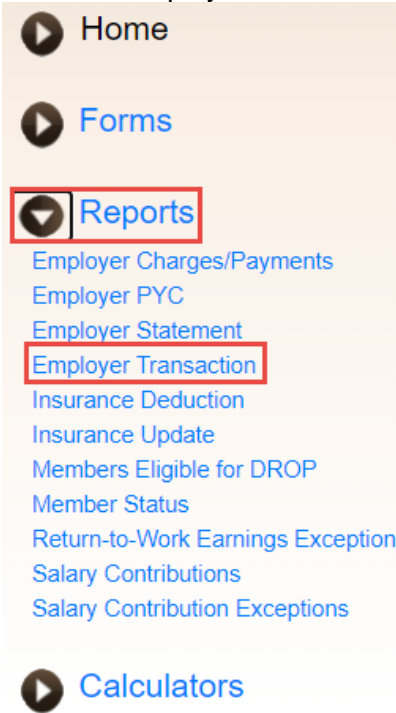 Home
Forms
Reports
Employer Charges/Payments
Employer PYC
Employer Statement
Employer Transaction
Insurance Deduction
Insurance Update
Members Eligible for DROP
Member Status
Return-to-Work Earnings Exception
Salary Contributions
Salary Contribution Exceptions
Calculators